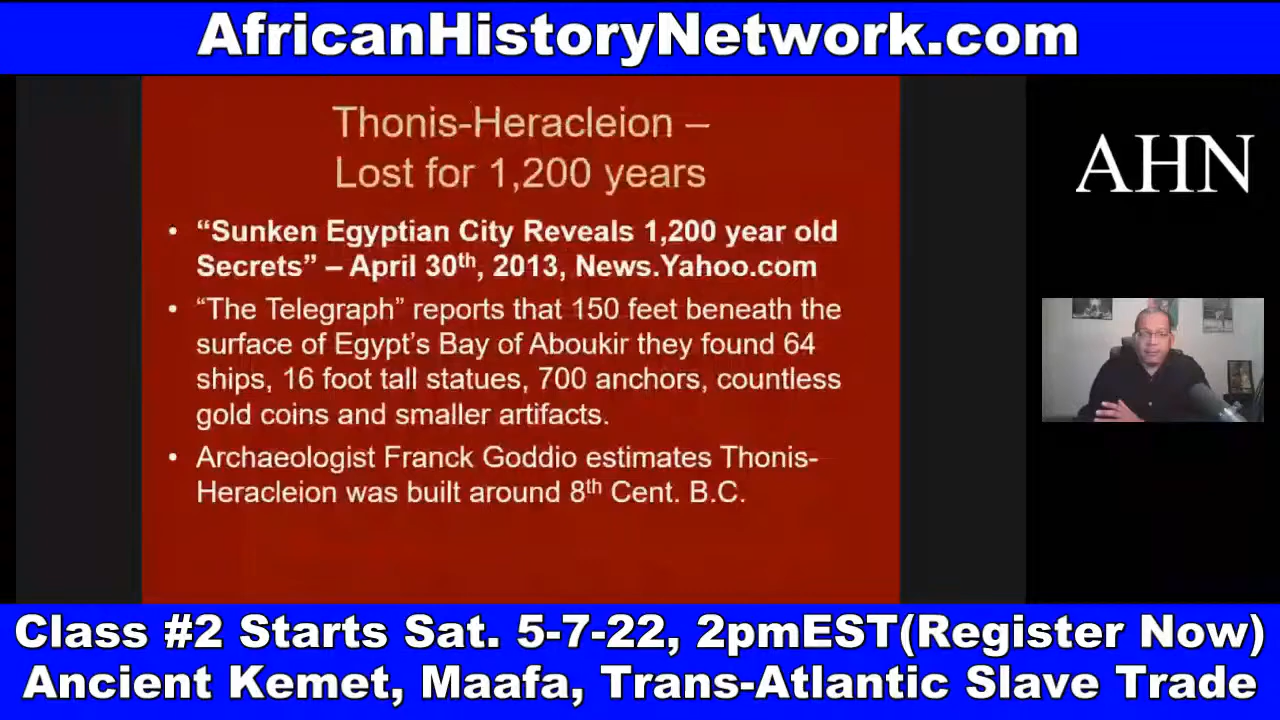 AfricanHistoryNetwork.com
Thonis-Heracleion –
Lost for 1,200 years
• “Sunken Egyptian City Reveals 1,200 year old
Secrets” – April 30th, 2013, News.Yahoo.com
• “The Telegraph” reports that 150 feet beneath the
surface of Egypt’s Bay of Aboukir they found 64
ships, 16 foot tall statues, 700 anchors, countless
gold coins and smaller artifacts.
• Archaeologist Franck Goddio estimates Thonis-
Heracleion was built around 8th Cent. B.C.
AHN
Class #2 Starts Sat. 5-7-22, 2pmEST(Register Now)
Ancient Kemet, Maafa, Trans-Atlantic Slave Trade